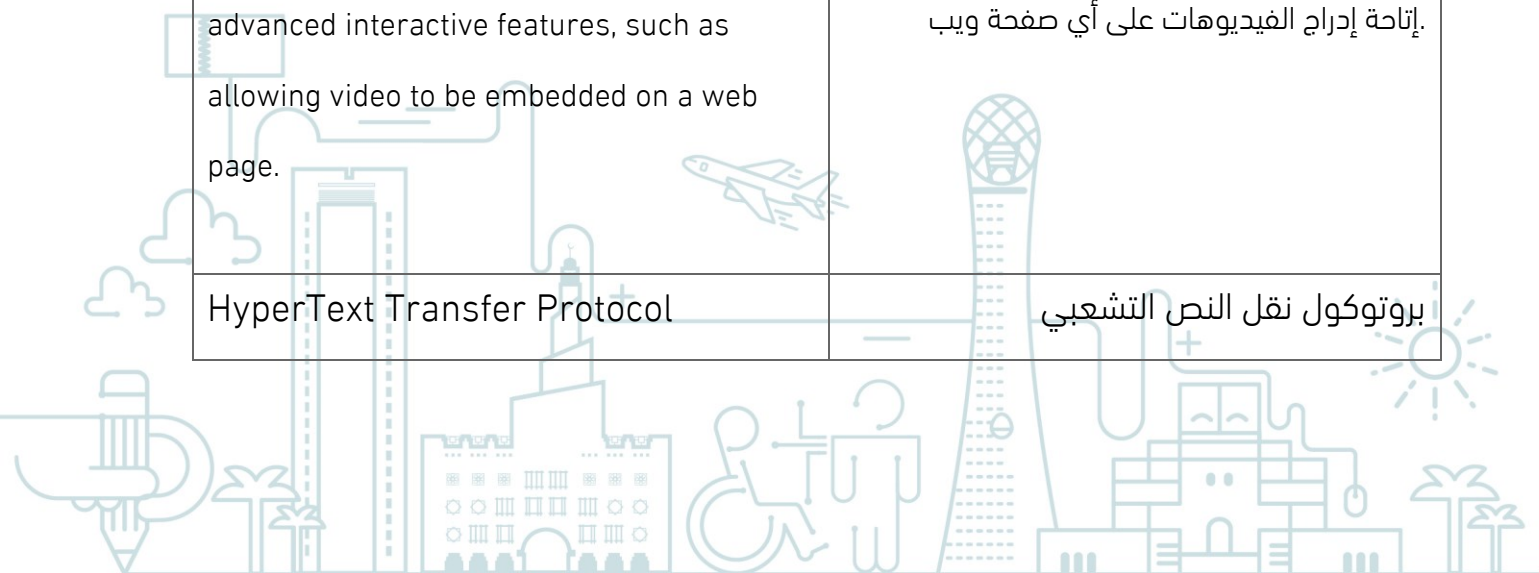 advanced interactive features, such as
allowing video to be embedded on a web
page.
إتاحة إدراج الفيديوهات على أي صفحة ويب.
HyperText Transfer Protocol
بروتوكول نقل النص التشعبي